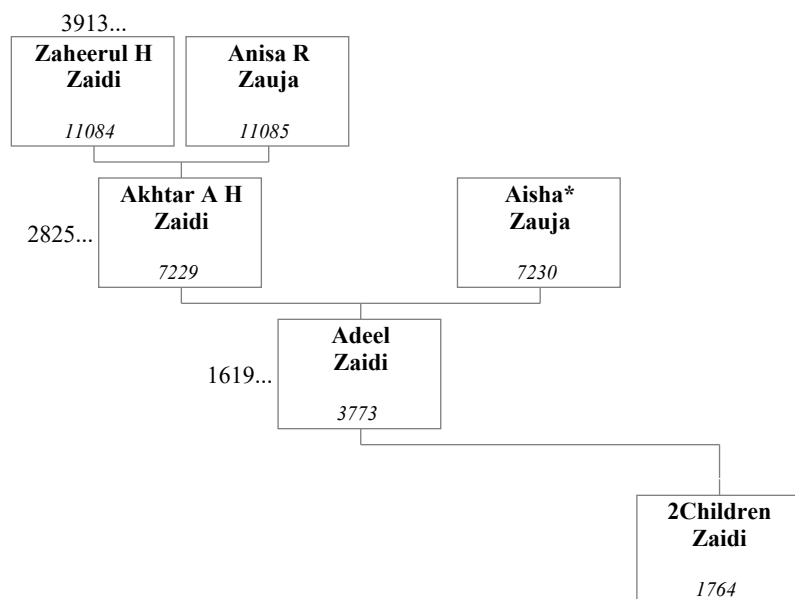 3913...
Zaheerul H
Zaidi
11084
Anisa R
Zauja
11085
2825...
Akhtar A H
Zaidi
7229
Aisha*
Zauja
7230
1619...
Adeel
Zaidi
3773
2Children
Zaidi
1764